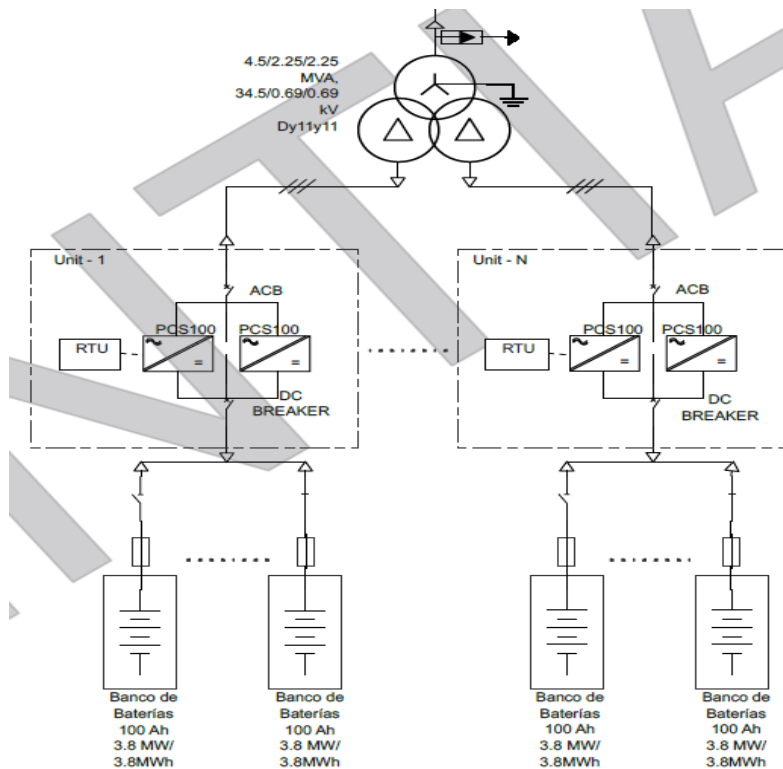 4.5/2.25/2.25
MVA,
34.5/0.69/0.69
kV
Dy11y11
Unit - 1
ACB
PCS100
PCS100
RTU
DC
BREAKER
Unit - N
ACB
PCS100
PCS100
RTU
DC
BREAKER
Banco de
Baterías
100 Ah
3.8 MW/
3.8MWh
Banco de
Baterías
100 Ah
3.8 MW/
3.8MWh
Banco de
Baterías
100 Ah
3.8 MW/
3.8MWh
Banco de
Baterías
100 Ah
3.8 MW/
3.8MWh